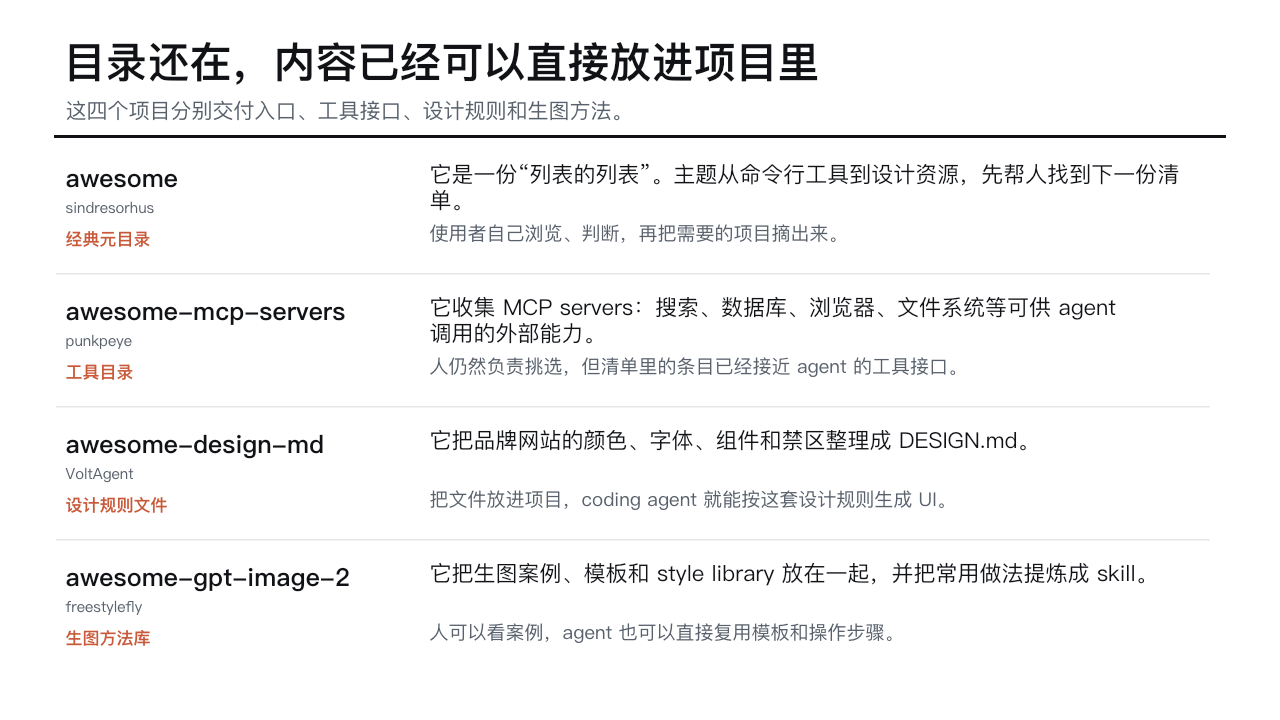 目录还在，内容已经可以直接放进项目里
这四个项目分别交付入口、工具接口、设计规则和生图方法。
awesome
sindresorhus
经典元目录
它是一份“列表的列表”。主题从命令行工具到设计资源，先帮人找到下一份清
单。
使用者自己浏览、判断，再把需要的项目摘出来。
awesome-mcp-servers
punkpeye
工具目录
它收集 MCP servers：搜索、数据库、浏览器、文件系统等可供 agent
调用的外部能力。
人仍然负责挑选，但清单里的条目已经接近 agent 的工具接口。
awesome-design-md
VoltAgent
设计规则文件
它把品牌网站的颜色、字体、组件和禁区整理成 DESIGN.md。
把文件放进项目，coding agent 就能按这套设计规则生成 UI。
awesome-gpt-image-2
freestylefly
生图方法库
它把生图案例、模板和 style library 放在一起，并把常用做法提炼成 skill。
人可以看案例，agent 也可以直接复用模板和操作步骤。